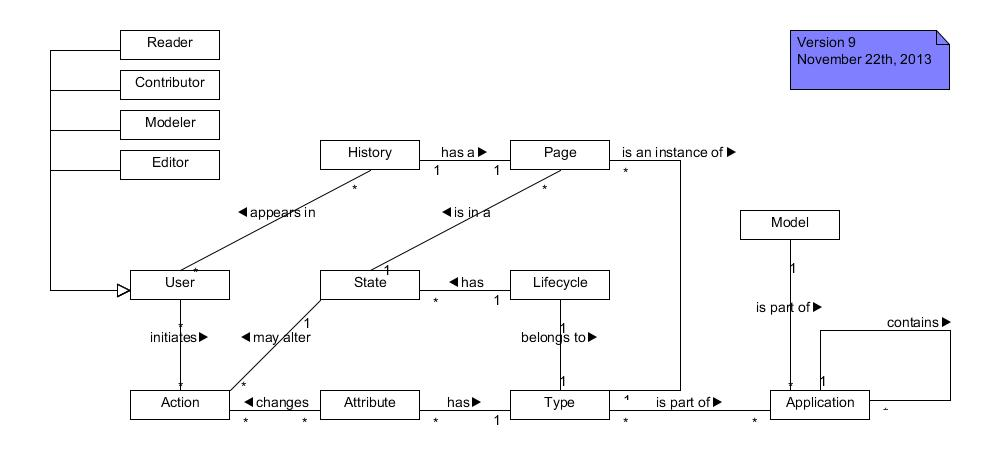 Reader
Version 9
November 22th, 2013
Contributor
Modeler
Editor
History
has a ▶
Page
is an instance of ▶
1
1
*
*
*
◀ appears in
◀ is in a
Model
*
1
1
User
State
◀ has
Lifecycle
*
1
is part of ▶
*
1
1
contains ▶
initiates ▶
◀ may alter
belongs to ▶
*
*
1
*
1
Action
◀ changes
Attribute
has ▶
Type
1
is part of ▶
Application
*
*
*
1
*
*
*